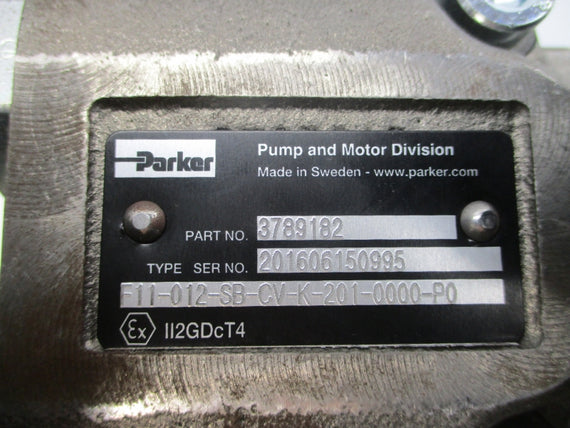 Parker
Pump and Motor Division
Made in Sweden - www.parker.com
PART NO. 3789182
TYPE SER NO. 201606150995
F11-012-SB-CV-K-201-0000-P0
Ex II2GDcT4